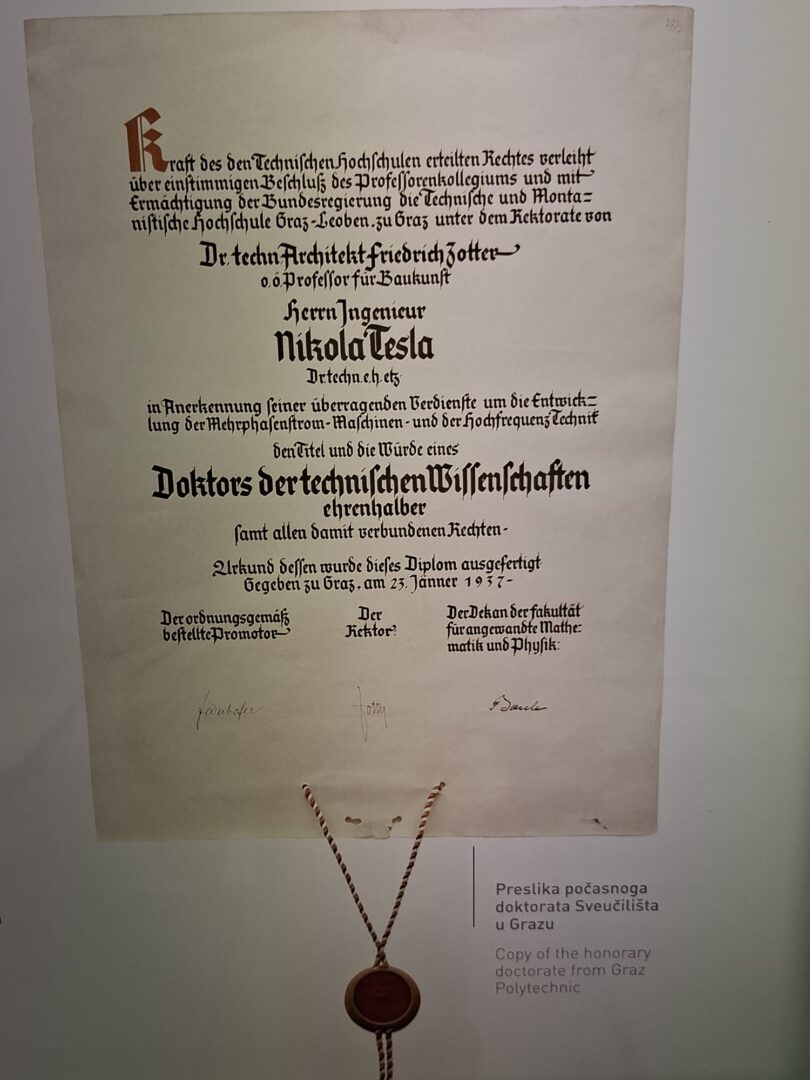 Kraft des den Technischen Hochschulen erteilten Rechtes verleiht
über einstimmigen Beschluß des Professorenkollegiums und mit
Ermächtigung der Bundesregierung die Technische und Monta=
nistische Hochschule Graz-Leoben, zu Graz unter dem Rektorate von
Dr. techn Architekt Friedrich Zotter
o.ö. Professor für Baukunst
Herrn Ingenieur
Nikola Tesla
Dr. techn. e.h. etz.
in Anerkennung seiner überragenden Verdienste um die Entwick=
lung der Mehrphasenstrom-Maschinen- und der Hochfrequenz Technik
den Titel und die Würde eines
Doktors der technischen Wissenschaften
ehrenhalber
samt allen damit verbundenen Rechten-
Urkund dessen wurde dieses Diplom ausgefertigt
Gegeben zu Graz, am 23. Jänner 1937-
Der ordnungsgemäß
bestellte Promotor
Der
Rektor:
Der Dekan der Fakultät
für angewandte Mathe=
matik und Physik:
Preslika počasnoga
doktorata Sveučilišta
u Grazu
Copy of the honorary
doctorate from Graz
Polytechnic